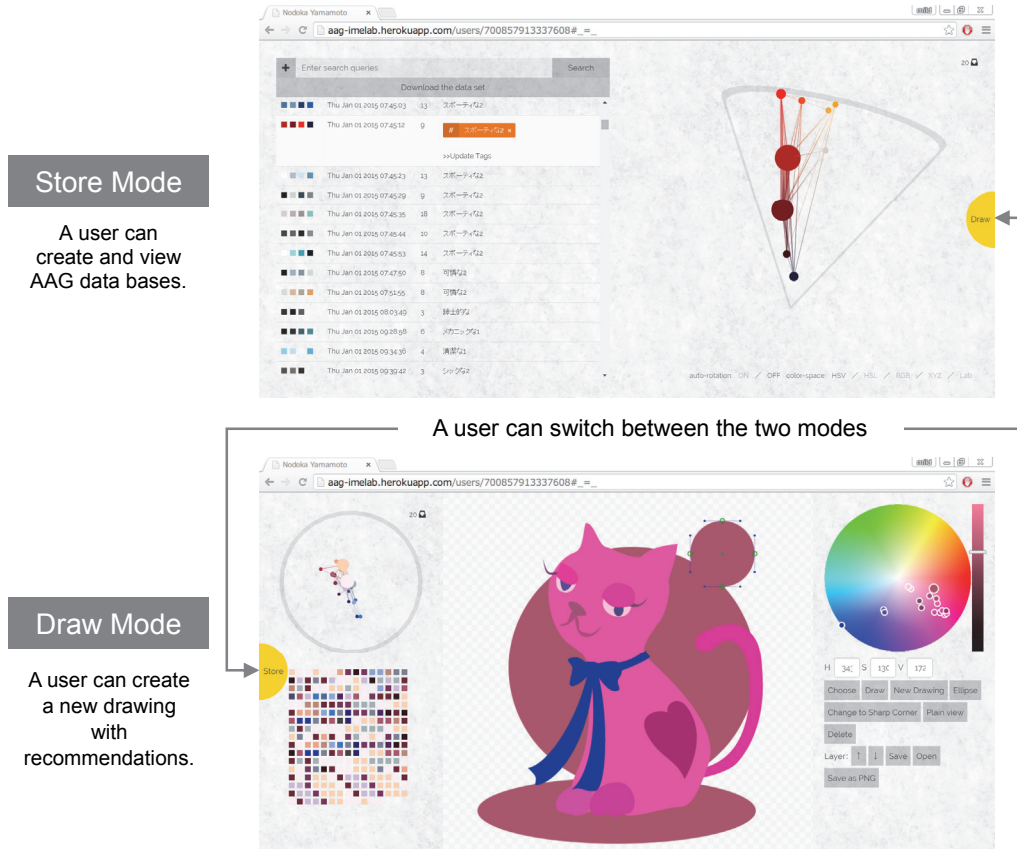 Nodoka Yamamoto
aag-imelab.herokuapp.com/users/700857913337608#_=_
Store Mode
A user can
create and view
AAG data bases.
Enter search queries
Search
Download the data set
20
Thu Jan 01 2015 07:45:03 13 スポーティな2
Thu Jan 01 2015 07:45:12 9 # スポーティな2 ×
>>Update Tags
Thu Jan 01 2015 07:45:23 13 スポーティな2
Thu Jan 01 2015 07:45:29 9 スポーティな2
Thu Jan 01 2015 07:45:35 18 スポーティな2
Thu Jan 01 2015 07:45:44 10 スポーティな2
Thu Jan 01 2015 07:45:53 14 スポーティな2
Thu Jan 01 2015 07:47:50 8 可憐な2
Thu Jan 01 2015 07:51:55 8 可憐な2
Thu Jan 01 2015 08:03:49 3 紳士的な
Thu Jan 01 2015 09:28:58 6 メカニックな1
Thu Jan 01 2015 09:34:36 4 清潔な1
Thu Jan 01 2015 09:39:42 3 シックな2
Draw
auto-rotation: ON / OFF color-space: HSV / HSL / RGB / XYZ / Lab
A user can switch between the two modes
Nodoka Yamamoto
aag-imelab.herokuapp.com/users/700857913337608#_=_
Draw Mode
A user can create
a new drawing
with
recommendations.
20
Store
H 34 S 130 V 172
Choose Draw New Drawing Ellipse
Change to Sharp Corner Plain view
Delete
Layer: ↑ ↓ Save Open
Save as PNG